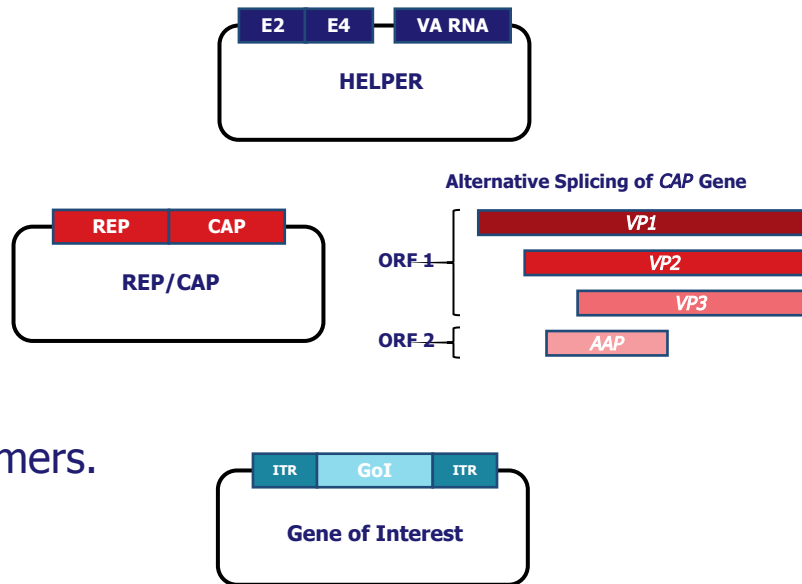 E2 E4 VA RNA
HELPER
Alternative Splicing of CAP Gene
REP CAP
REP/CAP
ORF 1
VP1
VP2
VP3
ORF 2
AAP
mers.
ITR GoI ITR
Gene of Interest